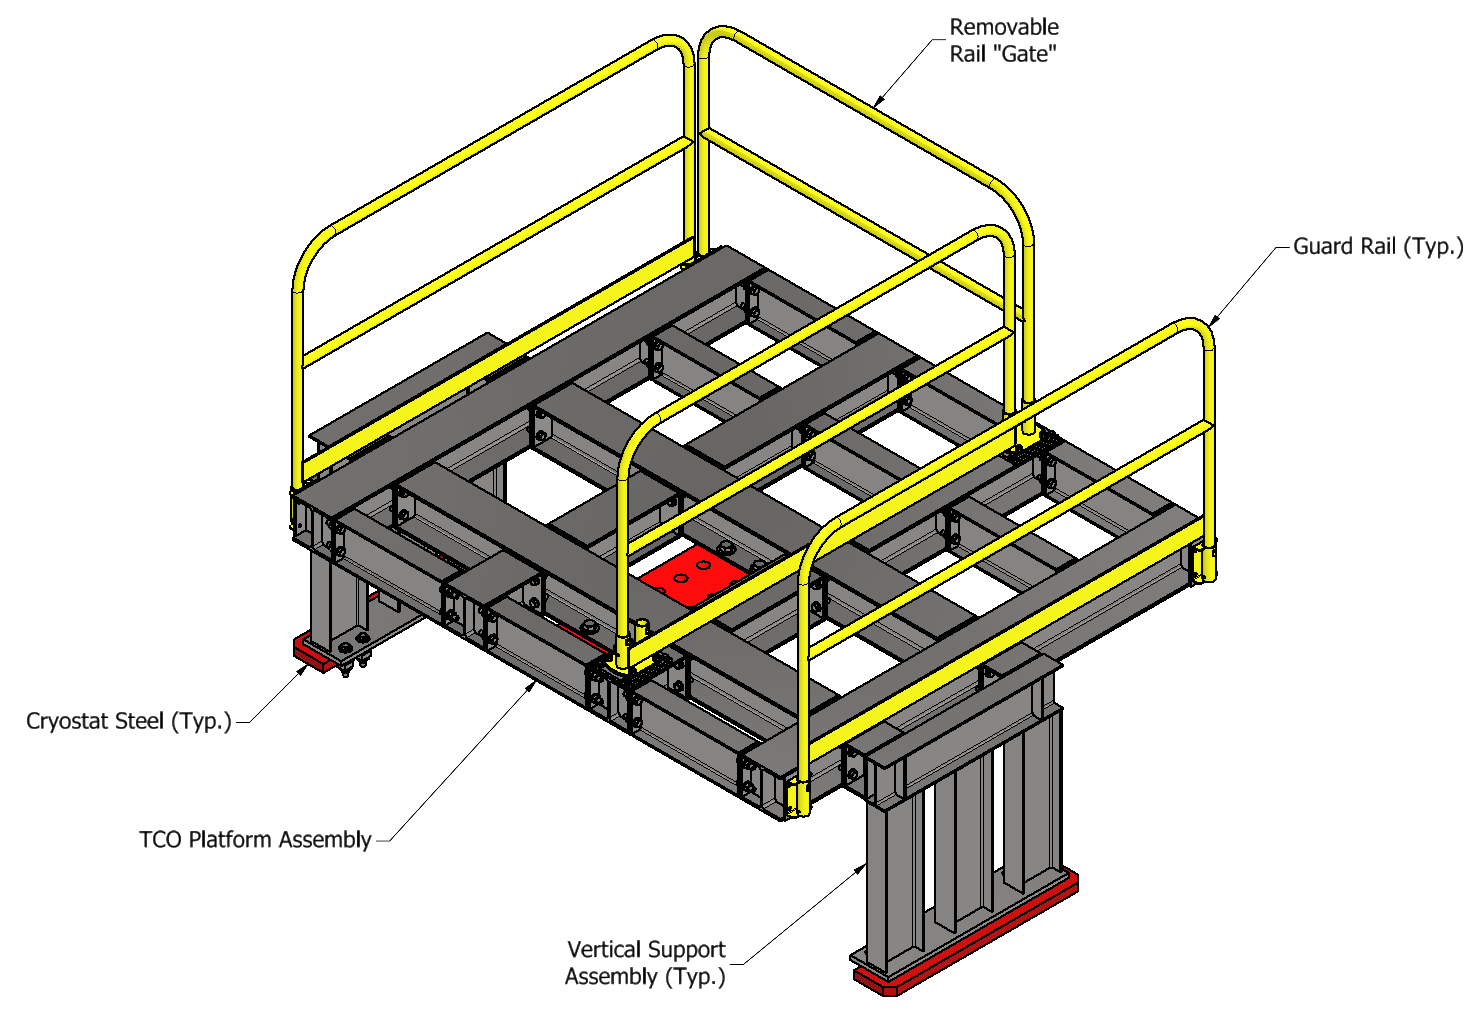 Removable
Rail "Gate"
Guard Rail (Typ.)
Cryostat Steel (Typ.)
TCO Platform Assembly
Vertical Support
Assembly (Typ.)